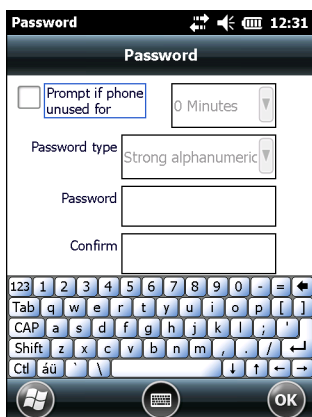 Password 12:31
Password
Prompt if phone
unused for
0 Minutes
Password type
Strong alphanumeric
Password
Confirm
123 1 2 3 4 5 6 7 8 9 0 - =
Tab q w e r t y u i o p [ ]
CAP a s d f g h j k l ; '
Shift z x c v b n m , . /
Ctl áü ` \
OK